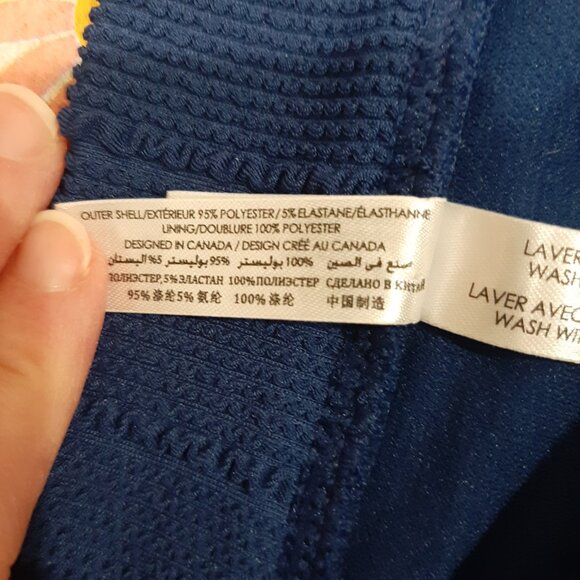 OUTER SHELL/EXTÉRIEUR 95% POLYESTER/5% ELASTANE/ÉLASTHANNE
LINING/DOUBLURE 100% POLYESTER
DESIGNED IN CANADA / DESIGN CRÉÉ AU CANADA
صنع في الصين 100% بوليستر 95% بوليستر 5% اليستان
ПОЛИЭСТЕР, 5% ЭЛАСТАН 100% ПОЛИЭСТЕР СДЕЛАНО В КИТАЕ
95% 涤纶5% 氨纶 100% 涤纶 中国制造
LAVER
WASH
LAVER AVEC
WASH WITH